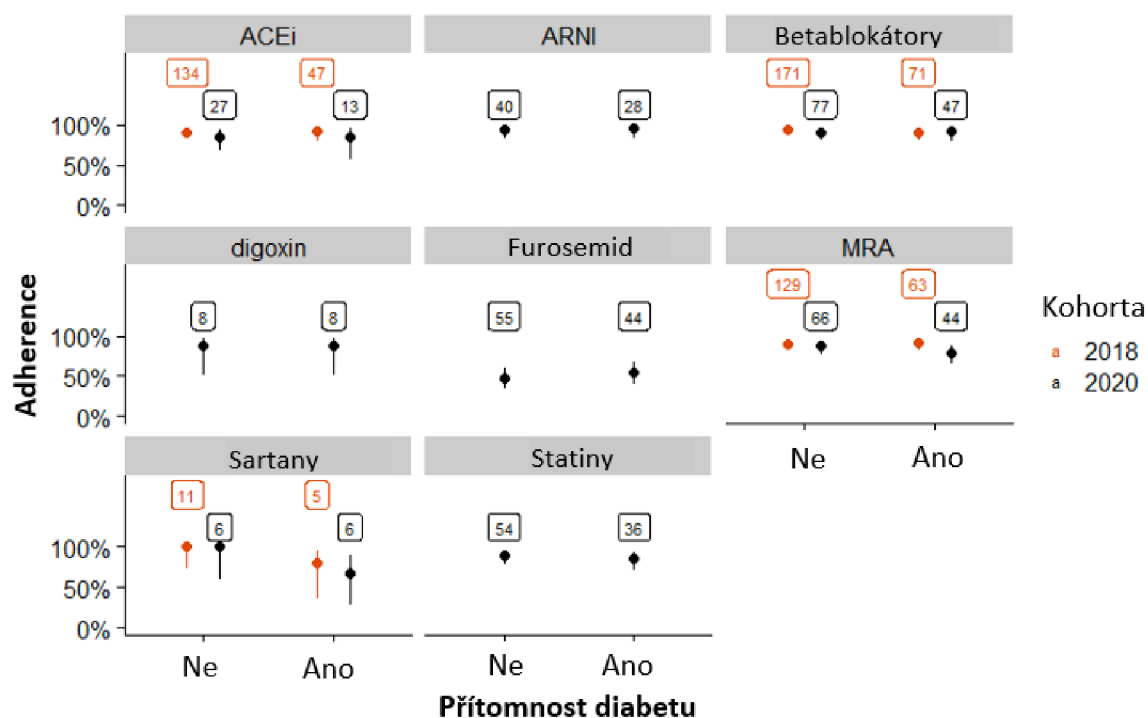 ACEi ARNI Betablokátory
134 47 171 71
27 13 40 28 77 47
100%
50%
0%
digoxin Furosemid MRA
129 63
8 8 55 44 66 44
100%
50%
0%
Adherence
Kohorta
a 2018
a 2020
Ne Ano
Sartany Statiny
11 5
6 6 54 36
100%
50%
0%
Ne Ano Ne Ano
Přítomnost diabetu